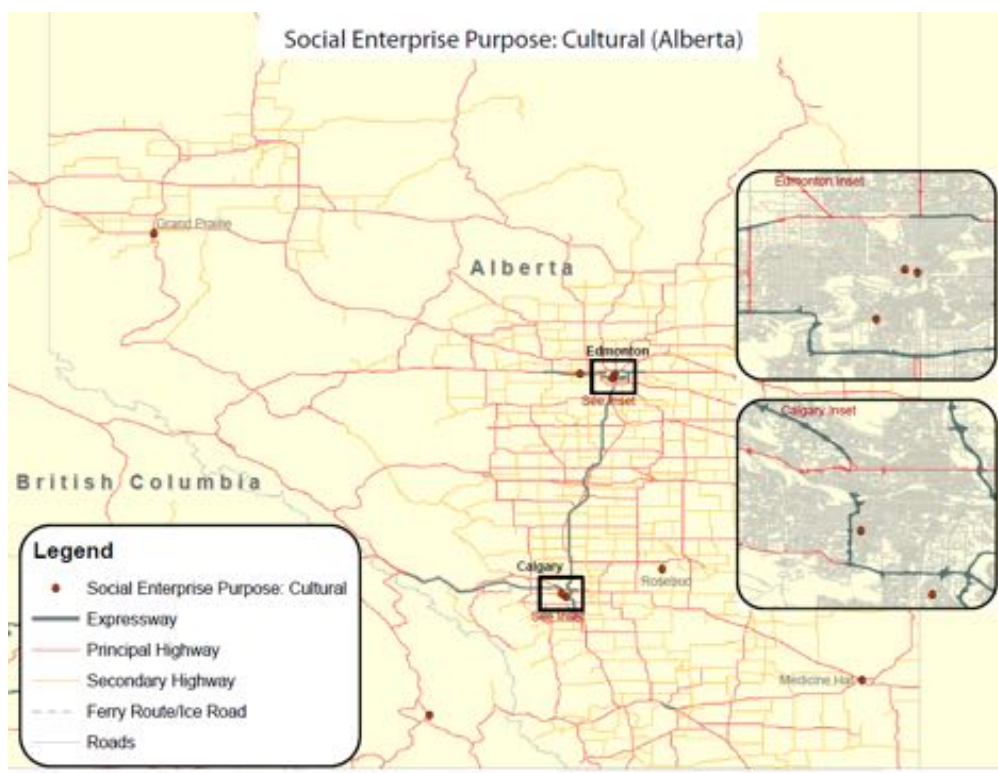 Social Enterprise Purpose: Cultural (Alberta)
Edmonton Inset
Grand Prairie
Alberta
Edmonton
See Inset
Calgary Inset
British Columbia
Legend
Social Enterprise Purpose: Cultural
Expressway
Principal Highway
Secondary Highway
Ferry Route/Ice Road
Roads
Calgary
See Inset
Rosebud
Medicine Hat